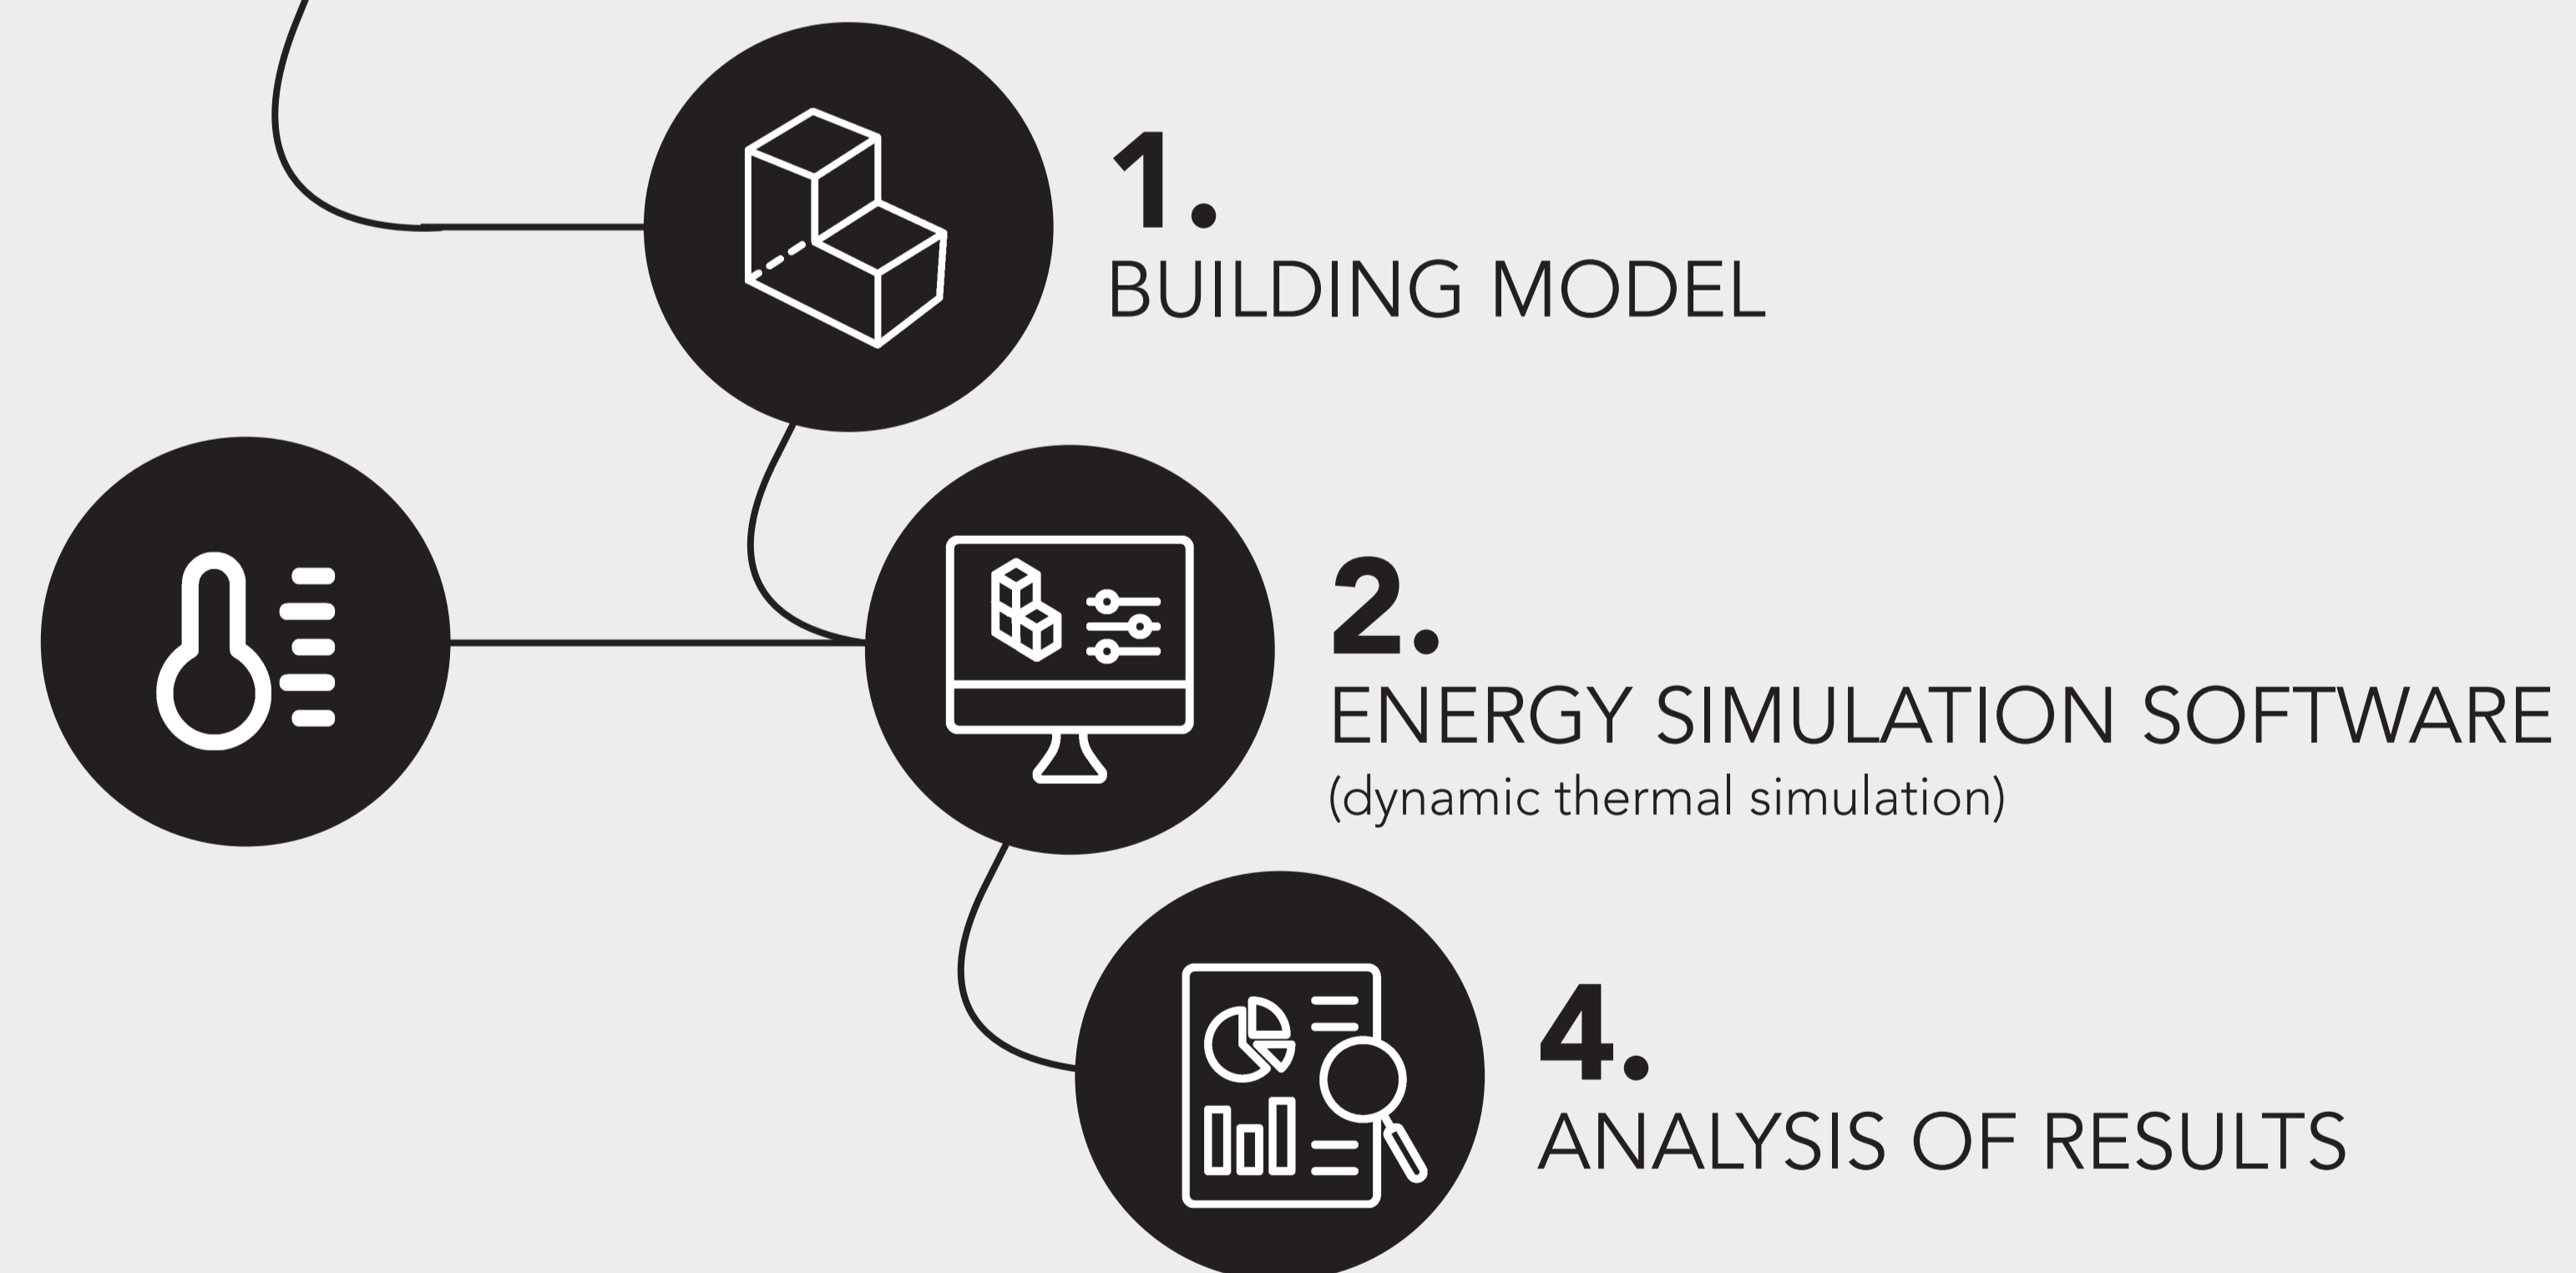 1.
BUILDING MODEL
2.
ENERGY SIMULATION SOFTWARE
(dynamic thermal simulation)
4.
ANALYSIS OF RESULTS